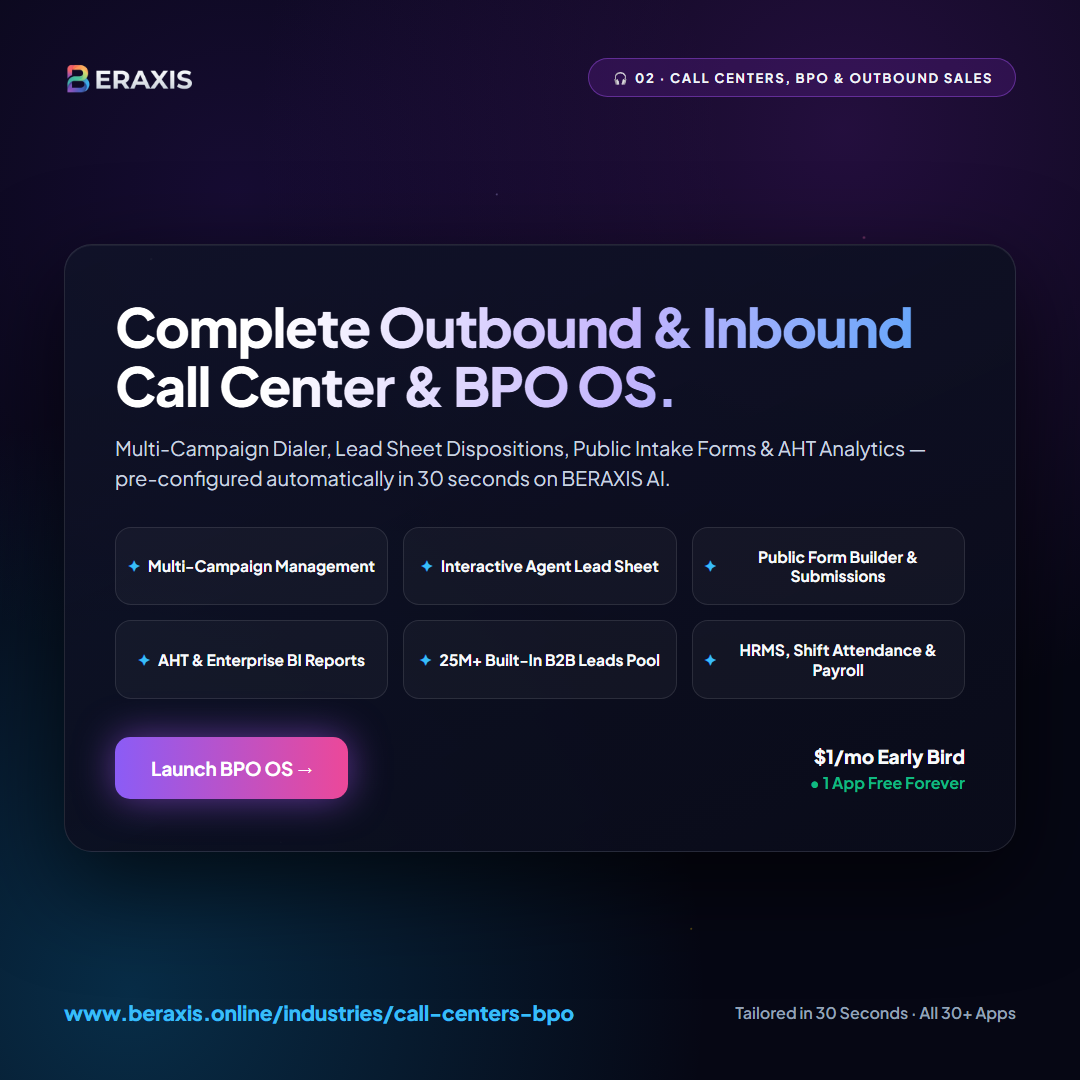 BERAXIS
🎧 02 · CALL CENTERS, BPO & OUTBOUND SALES
Complete Outbound & Inbound
Call Center & BPO OS.
Multi-Campaign Dialer, Lead Sheet Dispositions, Public Intake Forms & AHT Analytics —
pre-configured automatically in 30 seconds on BERAXIS AI.
✦ Multi-Campaign Management
✦ Interactive Agent Lead Sheet
✦ Public Form Builder &
Submissions
✦ AHT & Enterprise BI Reports
✦ 25M+ Built-In B2B Leads Pool
✦ HRMS, Shift Attendance &
Payroll
Launch BPO OS →
$1/mo Early Bird
● 1 App Free Forever
www.beraxis.online/industries/call-centers-bpo
Tailored in 30 Seconds · All 30+ Apps